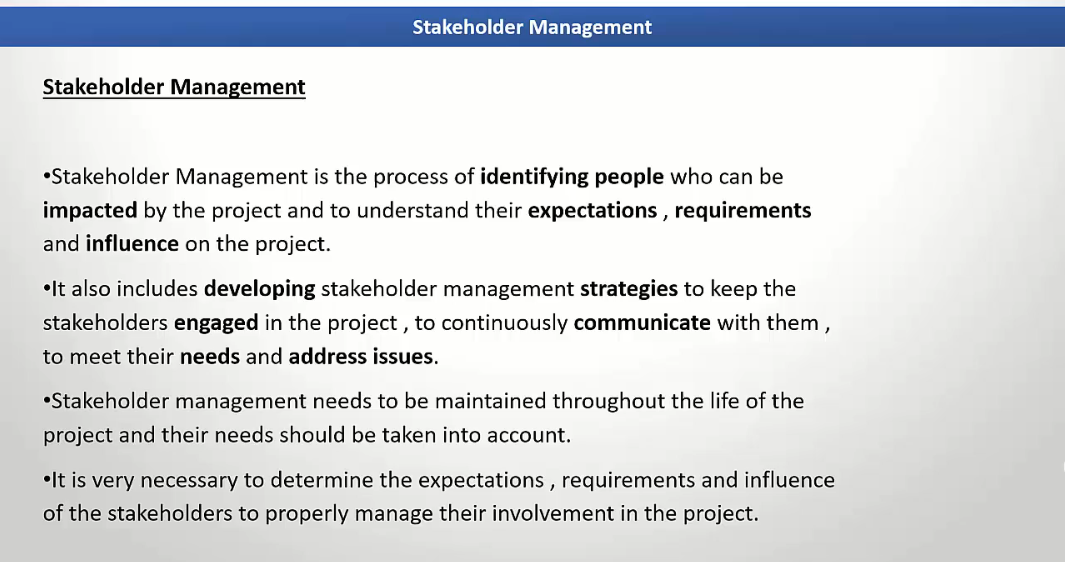 Stakeholder Management
Stakeholder Management
•Stakeholder Management is the process of identifying people who can be
impacted by the project and to understand their expectations , requirements
and influence on the project.
•It also includes developing stakeholder management strategies to keep the
stakeholders engaged in the project , to continuously communicate with them ,
to meet their needs and address issues.
•Stakeholder management needs to be maintained throughout the life of the
project and their needs should be taken into account.
•It is very necessary to determine the expectations , requirements and influence
of the stakeholders to properly manage their involvement in the project.